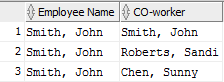 Employee Name CO-worker
1 Smith, John Smith, John
2 Smith, John Roberts, Sandi
3 Smith, John Chen, Sunny